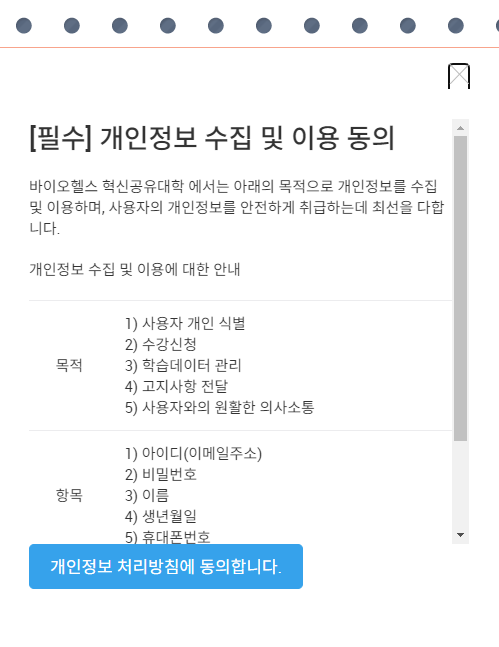 [필수] 개인정보 수집 및 이용 동의
바이오헬스 혁신공유대학 에서는 아래의 목적으로 개인정보를 수집
및 이용하며, 사용자의 개인정보를 안전하게 취급하는데 최선을 다합
니다.
개인정보 수집 및 이용에 대한 안내
목적
1) 사용자 개인 식별
2) 수강신청
3) 학습데이터 관리
4) 고지사항 전달
5) 사용자와의 원활한 의사소통
항목
1) 아이디(이메일주소)
2) 비밀번호
3) 이름
4) 생년월일
5) 휴대폰번호
개인정보 처리방침에 동의합니다.